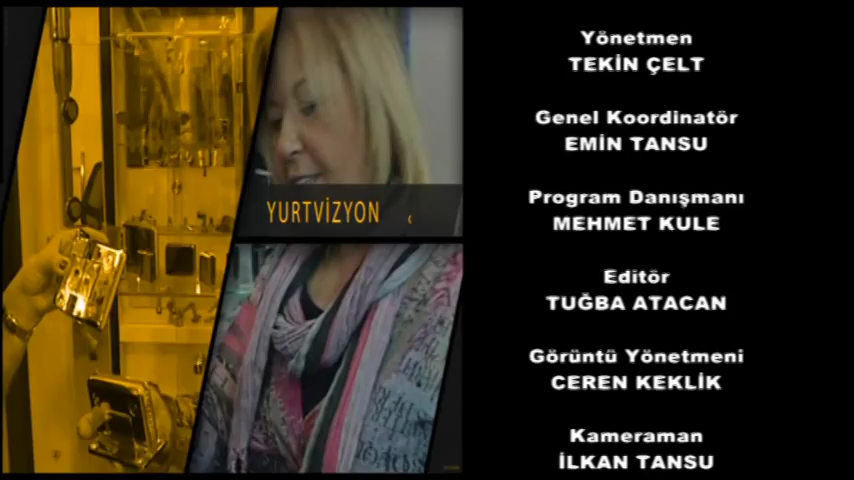 YURTVİZYON
Yönetmen
TEKİN ÇELT
Genel Koordinatör
EMİN TANSU
Program Danışmanı
MEHMET KULE
Editör
TUĞBA ATACAN
Görüntü Yönetmeni
CEREN KEKLİK
Kameraman
İLKAN TANSU